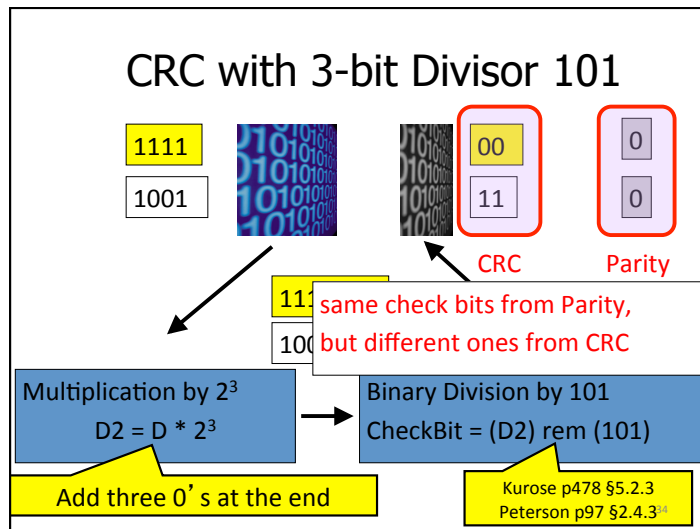 CRC with 3-bit Divisor 101
1111
00
0
1001
11
0
CRC
Parity
same check bits from Parity,
but different ones from CRC
Multiplication by 2³
D2 = D * 2³
Binary Division by 101
CheckBit = (D2) rem (101)
Add three 0's at the end
Kurose p478 §5.2.3
Peterson p97 §2.4.3
34